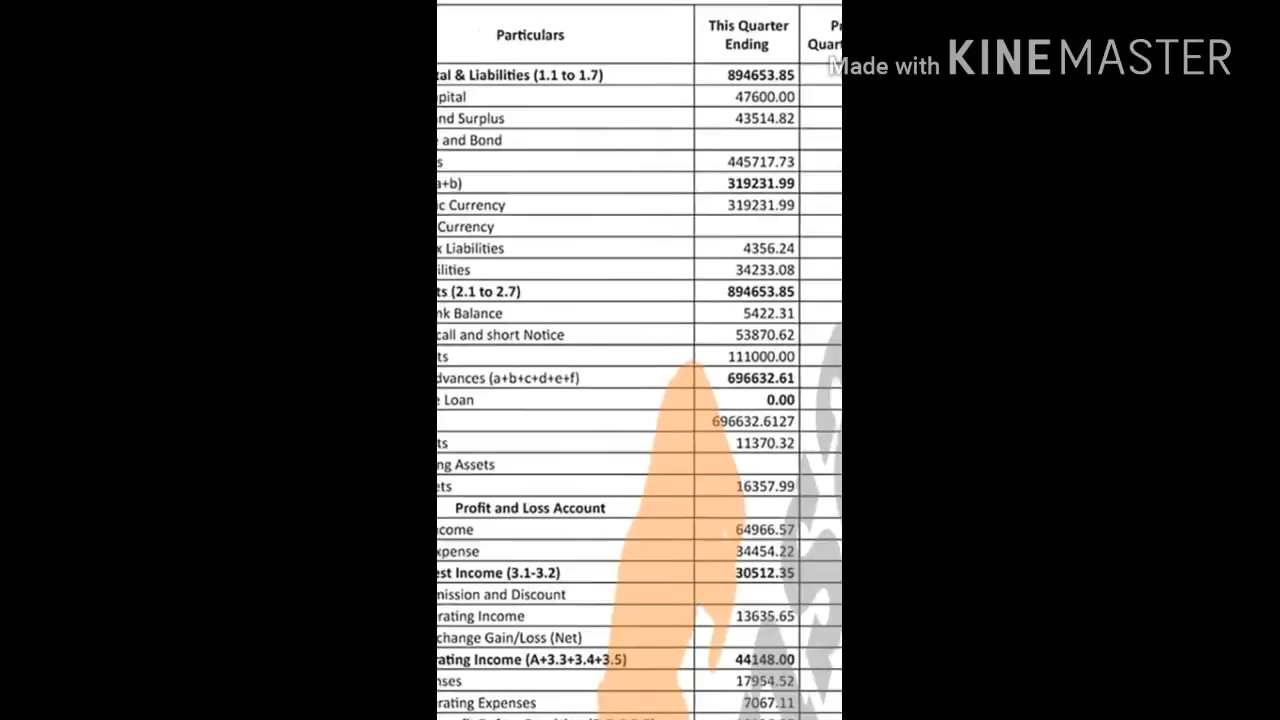 Particulars This Quarter Ending
Made with KINEMASTER
tal & Liabilities (1.1 to 1.7) 894653.85
pital 47600.00
nd Surplus 43514.82
and Bond
s 445717.73
a+b) 319231.99
ic Currency 319231.99
Currency
x Liabilities 4356.24
ilities 34233.08
ts (2.1 to 2.7) 894653.85
nk Balance 5422.31
call and short Notice 53870.62
ts 111000.00
dvances (a+b+c+d+e+f) 696632.61
e Loan 0.00
696632.6127
ts 11370.32
ng Assets
ets 16357.99
Profit and Loss Account
come 64966.57
xpense 34454.22
est Income (3.1-3.2) 30512.35
mission and Discount
rating Income 13635.65
change Gain/Loss (Net)
rating Income (A+3.3+3.4+3.5) 44148.00
nses 17954.52
rating Expenses 7067.11